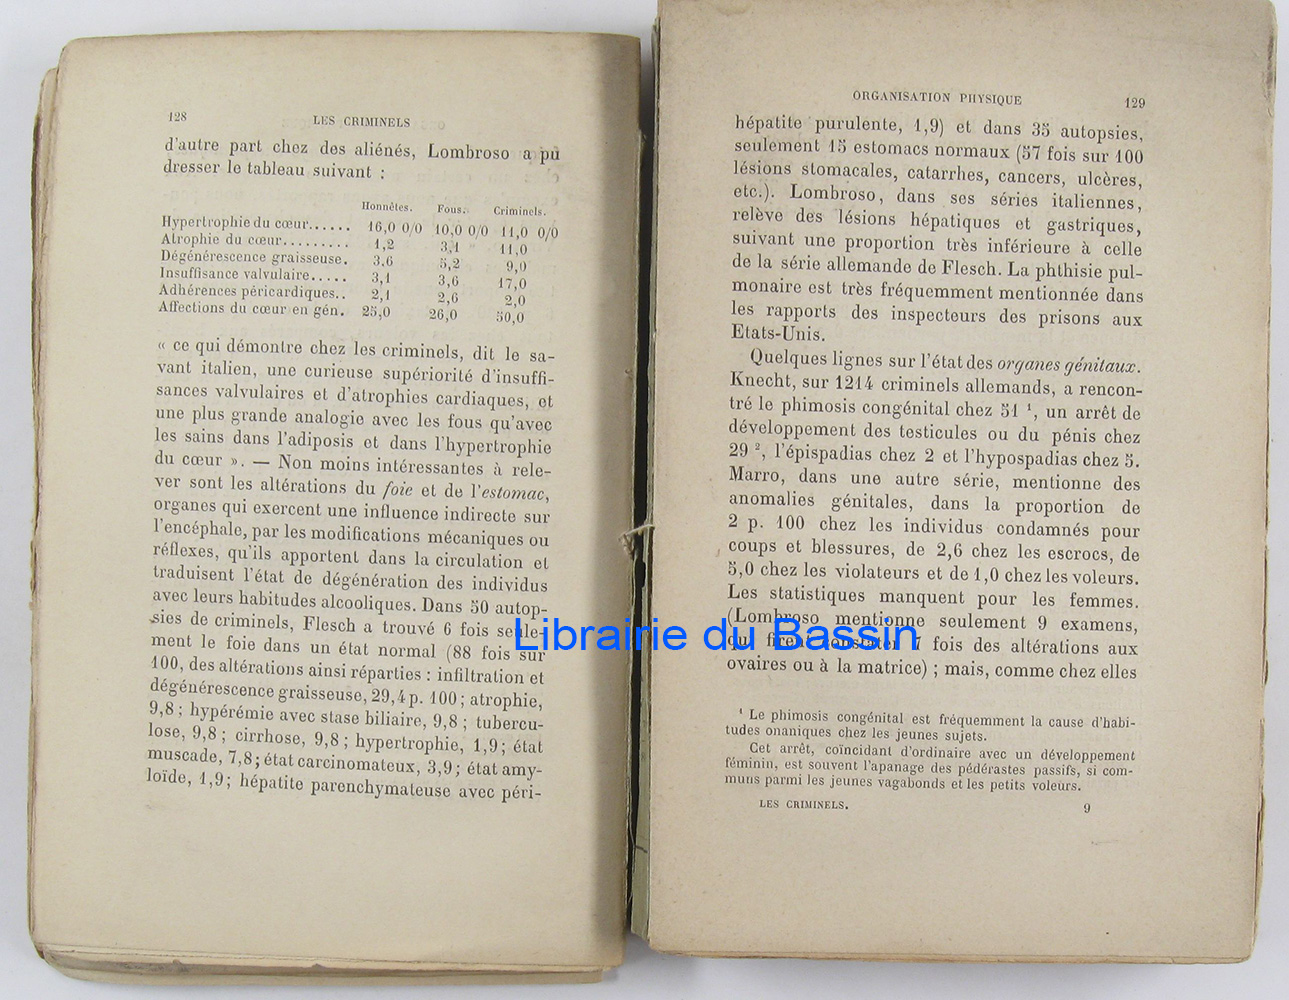 128
LES CRIMINELS
d'autre part chez des aliénés, Lombroso a pu
dresser le tableau suivant :
Honnêtes. Fous. Criminels.
Hypertrophie du cœur...... 16,0 0/0 10,0 0/0 11,0 0/0
Atrophie du cœur......... 1,2 3,1 11,0
Dégénérescence graisseuse. 3,6 5,2 9,0
Insuffisance valvulaire..... 3,1 3,6 17,0
Adhérences péricardiques.. 2,1 2,6 2,0
Affections du cœur en gén. 25,0 26,0 50,0
« ce qui démontre chez les criminels, dit le sa-
vant italien, une curieuse supériorité d'insuffi-
sances valvulaires et d'atrophies cardiaques, et
une plus grande analogie avec les fous qu'avec
les sains dans l'adiposis et dans l'hypertrophie
du cœur ». — Non moins intéressantes à rele-
ver sont les altérations du foie et de l'estomac,
organes qui exercent une influence indirecte sur
l'encéphale, par les modifications mécaniques ou
réflexes, qu'ils apportent dans la circulation et
traduisent l'état de dégénération des individus
avec leurs habitudes alcooliques. Dans 50 autop-
sies de criminels, Flesch a trouvé 6 fois seule-
ment le foie dans un état normal (88 fois sur
100, des altérations ainsi réparties : infiltration et
dégénérescence graisseuse, 29,4 p. 100 ; atrophie,
9,8 ; hypérémie avec stase biliaire, 9,8 ; tubercu-
lose, 9,8 ; cirrhose, 9,8 ; hypertrophie, 1,9 ; état
muscade, 7,8 ; état carcinomateux, 3,9 ; état amy-
loïde, 1,9 ; hépatite parenchymateuse avec péri-
ORGANISATION PHYSIQUE
129
hépatite purulente, 1,9) et dans 35 autopsies,
seulement 15 estomacs normaux (57 fois sur 100
lésions stomacales, catarrhes, cancers, ulcères,
etc.). Lombroso, dans ses séries italiennes,
relève des lésions hépatiques et gastriques,
suivant une proportion très inférieure à celle
de la série allemande de Flesch. La phthisie pul-
monaire est très fréquemment mentionnée dans
les rapports des inspecteurs des prisons aux
Etats-Unis.
Quelques lignes sur l'état des organes génitaux.
Knecht, sur 1214 criminels allemands, a rencon-
tré le phimosis congénital chez 51 ¹, un arrêt de
développement des testicules ou du pénis chez
29 ², l'épispadias chez 2 et l'hypospadias chez 5.
Marro, dans une autre série, mentionne des
anomalies génitales, dans la proportion de
2 p. 100 chez les individus condamnés pour
coups et blessures, de 2,6 chez les escrocs, de
5,0 chez les violateurs et de 1,0 chez les voleurs.
Les statistiques manquent pour les femmes.
(Lombroso mentionne seulement 9 examens,
qui firent constater 7 fois des altérations aux
ovaires ou à la matrice) ; mais, comme chez elles
¹ Le phimosis congénital est fréquemment la cause d'habi-
tudes onaniques chez les jeunes sujets.
Cet arrêt, coïncidant d'ordinaire avec un développement
féminin, est souvent l'apanage des pédérastes passifs, si com-
muns parmi les jeunes vagabonds et les petits voleurs.
LES CRIMINELS.
9
Librairie du Bassin